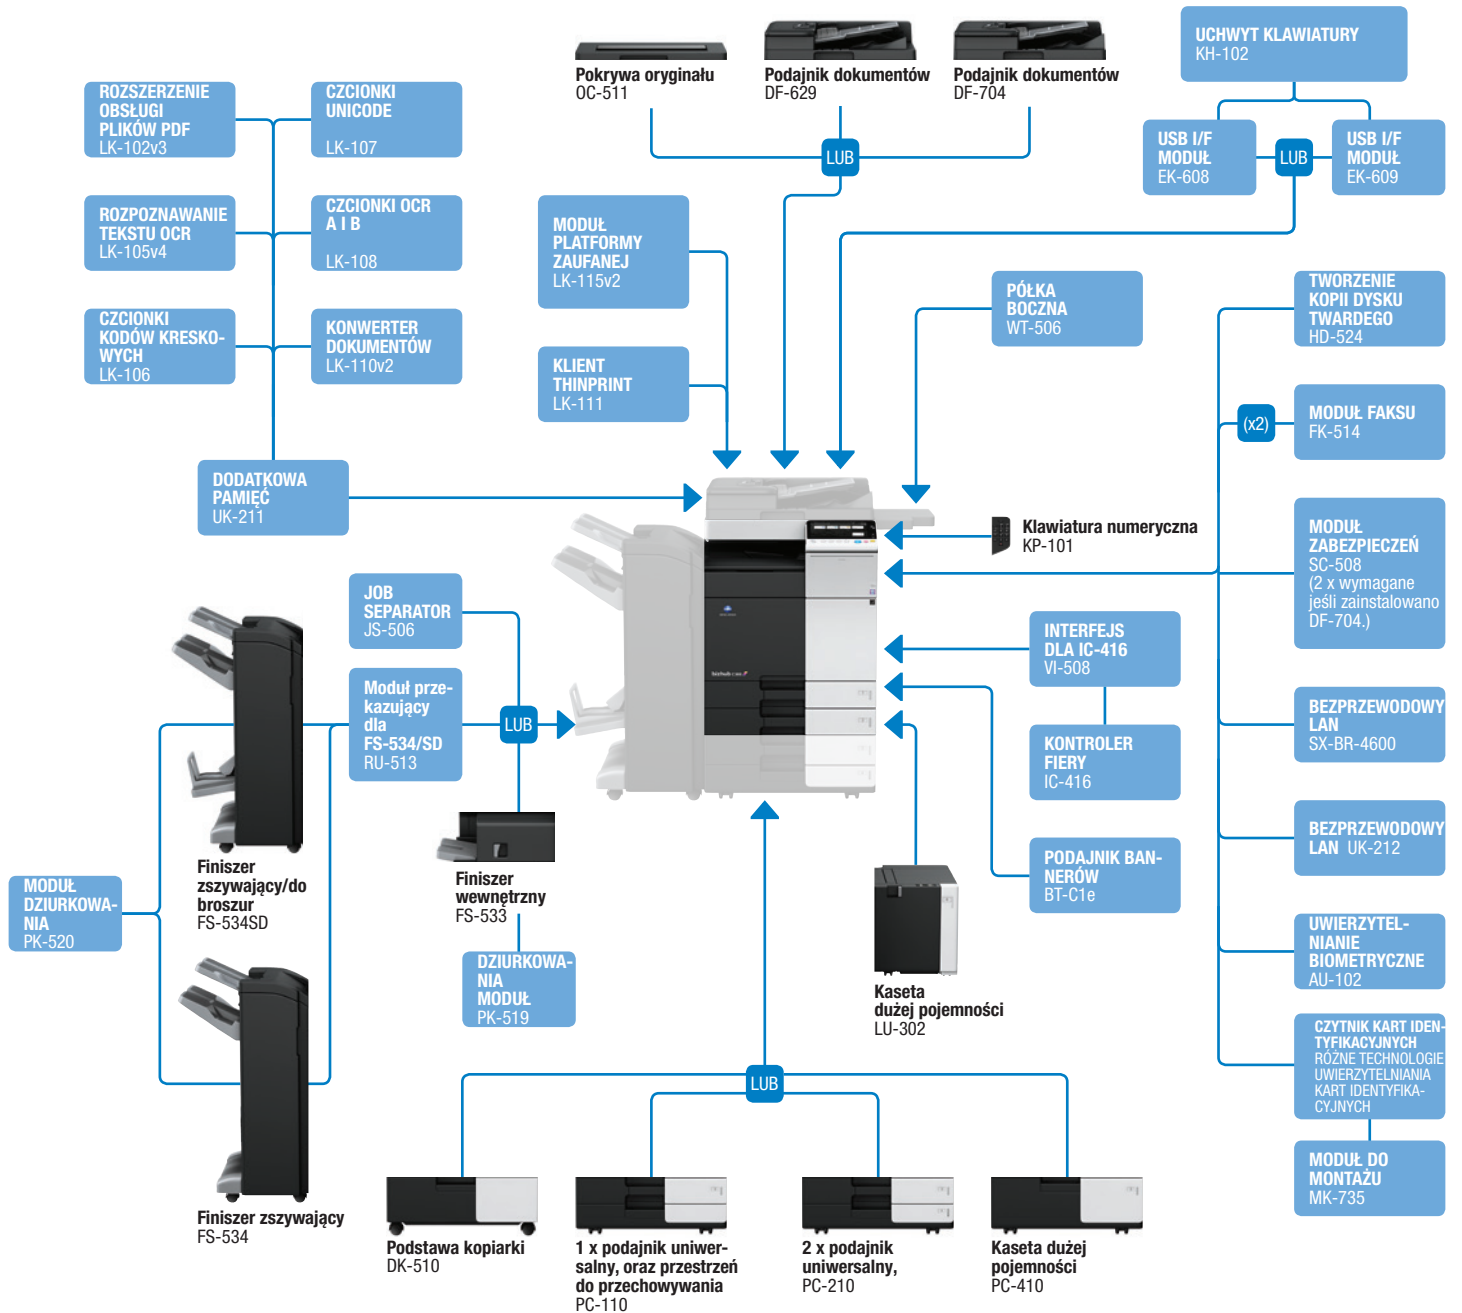 Pokrywa oryginału
OC-511
Podajnik dokumentów
DF-629
Podajnik dokumentów
DF-704
LUB
UCHWYT KLAWIATURY
KH-102
USB I/F
MODUŁ
EK-608
LUB
USB I/F
MODUŁ
EK-609
ROZSZERZENIE
OBSŁUGI
PLIKÓW PDF
LK-102v3
CZCIONKI
UNICODE
LK-107
ROZPOZNAWANIE
TEKSTU OCR
LK-105v4
CZCIONKI OCR
A I B
LK-108
CZCIONKI
KODÓW KRESKO-
WYCH
LK-106
KONWERTER
DOKUMENTÓW
LK-110v2
DODATKOWA
PAMIĘĆ
UK-211
MODUŁ
PLATFORMY
ZAUFANEJ
LK-115v2
KLIENT
THINPRINT
LK-111
PÓŁKA
BOCZNA
WT-506
TWORZENIE
KOPII DYSKU
TWARDEGO
HD-524
(x2)
MODUŁ FAKSU
FK-514
Klawiatura numeryczna
KP-101
MODUŁ
ZABEZPIECZEŃ
SC-508
(2 x wymagane
jeśli zainstalowano
DF-704.)
JOB
SEPARATOR
JS-506
Moduł prze-
kazujący
dla
FS-534/SD
RU-513
LUB
INTERFEJS
DLA IC-416
VI-508
KONTROLER
FIERY
IC-416
BEZPRZEWODOWY
LAN
SX-BR-4600
BEZPRZEWODOWY
LAN UK-212
PODAJNIK BAN-
NERÓW
BT-C1e
UWIERZYTEL-
NIANIE
BIOMETRYCZNE
AU-102
CZYTNIK KART IDEN-
TYFIKACYJNYCH
RÓŻNE TECHNOLOGIE
UWIERZYTELNIANIA
KART IDENTYFIKA-
CYJNYCH
MODUŁ DO
MONTAŻU
MK-735
Finiszer
zszywający/do
broszur
FS-534SD
MODUŁ
DZIURKOWA-
NIA
PK-520
Finiszer
wewnętrzny
FS-533
DZIURKOWA-
NIA
MODUŁ
PK-519
Kaseta
dużej pojemności
LU-302
Finiszer zszywający
FS-534
LUB
Podstawa kopiarki
DK-510
1 x podajnik uniwer-
salny, oraz przestrzeń
do przechowywania
PC-110
2 x podajnik
uniwersalny,
PC-210
Kaseta dużej
pojemności
PC-410